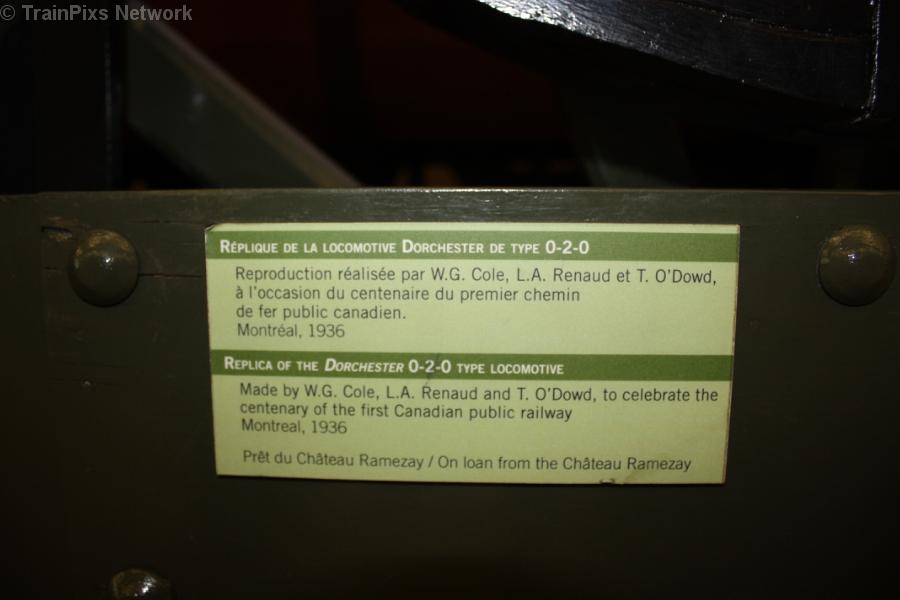 © TrainPixs Network
RÉPLIQUE DE LA LOCOMOTIVE DORCHESTER DE TYPE 0-2-0
Reproduction réalisée par W.G. Cole, L.A. Renaud et T. O'Dowd,
à l'occasion du centenaire du premier chemin
de fer public canadien.
Montréal, 1936
REPLICA OF THE DORCHESTER 0-2-0 TYPE LOCOMOTIVE
Made by W.G. Cole, L.A. Renaud and T. O'Dowd, to celebrate the
centenary of the first Canadian public railway
Montreal, 1936
Prêt du Château Ramezay / On loan from the Château Ramezay